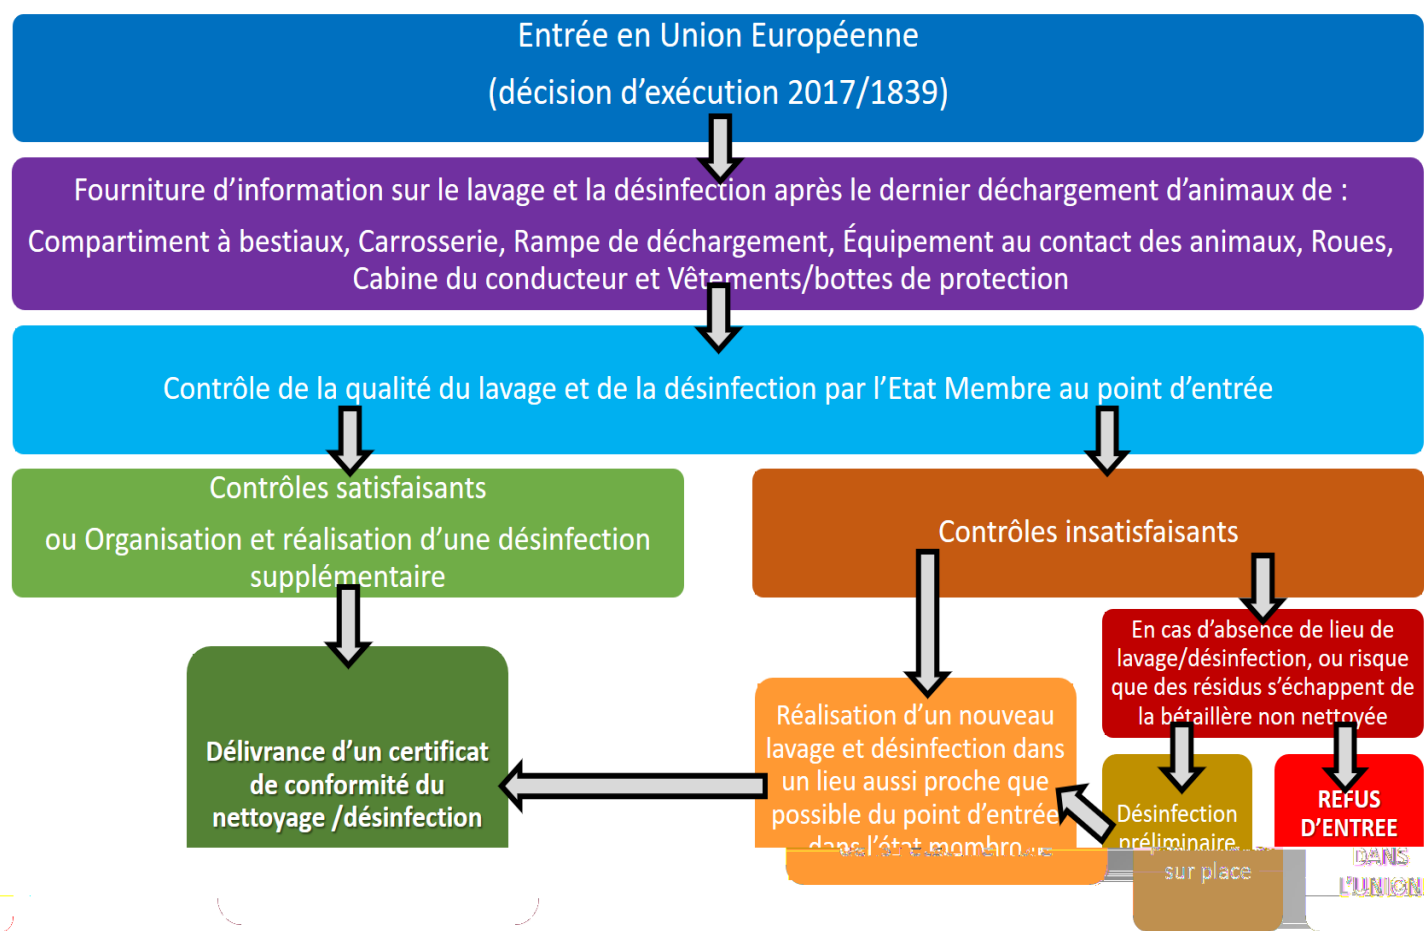 Entrée en Union Européenne
(décision d’exécution 2017/1839)
Fourniture d’information sur le lavage et la désinfection après le dernier déchargement d’animaux de :
Compartiment à bestiaux, Carrosserie, Rampe de déchargement, Équipement au contact des animaux, Roues,
Cabine du conducteur et Vêtements/bottes de protection
Contrôle de la qualité du lavage et de la désinfection par l’Etat Membre au point d’entrée
Contrôles satisfaisants
ou Organisation et réalisation d’une désinfection
supplémentaire
Contrôles insatisfaisants
En cas d’absence de lieu de
lavage/désinfection, ou risque
que des résidus s’échappent de
la bétaillère non nettoyée
Délivrance d’un certificat
de conformité du
nettoyage /désinfection
Réalisation d’un nouveau
lavage et désinfection dans
un lieu aussi proche que
possible du point d’entrée
dans l’état
Désinfection
préliminaire
sur place
REFUS
D’ENTREE
DANS
L’UNION